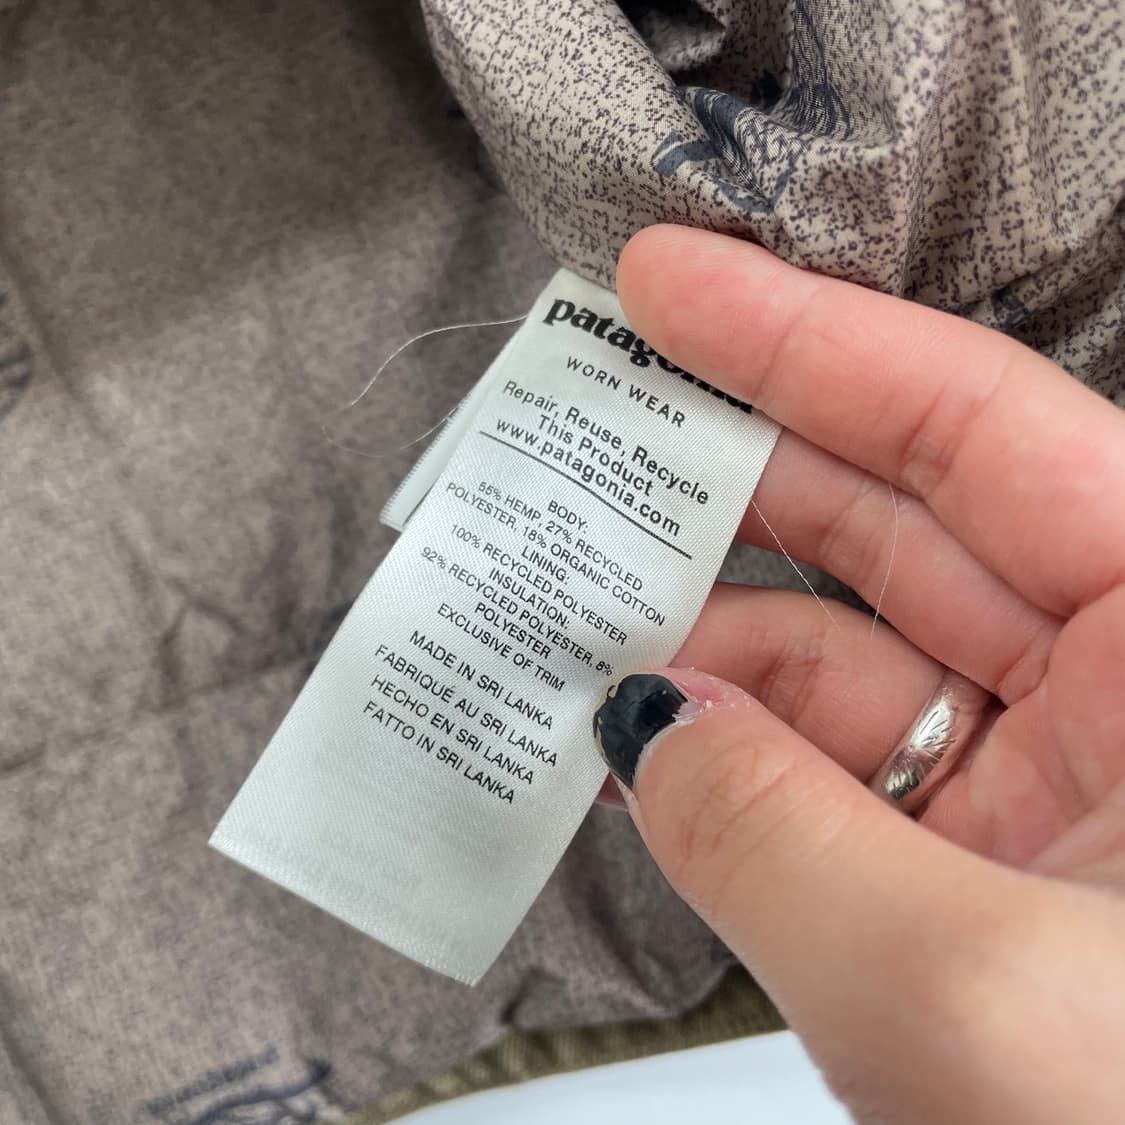 patagonia
WORN WEAR
Repair, Reuse, Recycle
This Product
www.patagonia.com
BODY:
55% HEMP, 27% RECYCLED
POLYESTER, 18% ORGANIC COTTON
LINING:
100% RECYCLED POLYESTER
INSULATION:
92% RECYCLED POLYESTER, 8%
POLYESTER
EXCLUSIVE OF TRIM
MADE IN SRI LANKA
FABRIQUÉ AU SRI LANKA
HECHO EN SRI LANKA
FATTO IN SRI LANKA